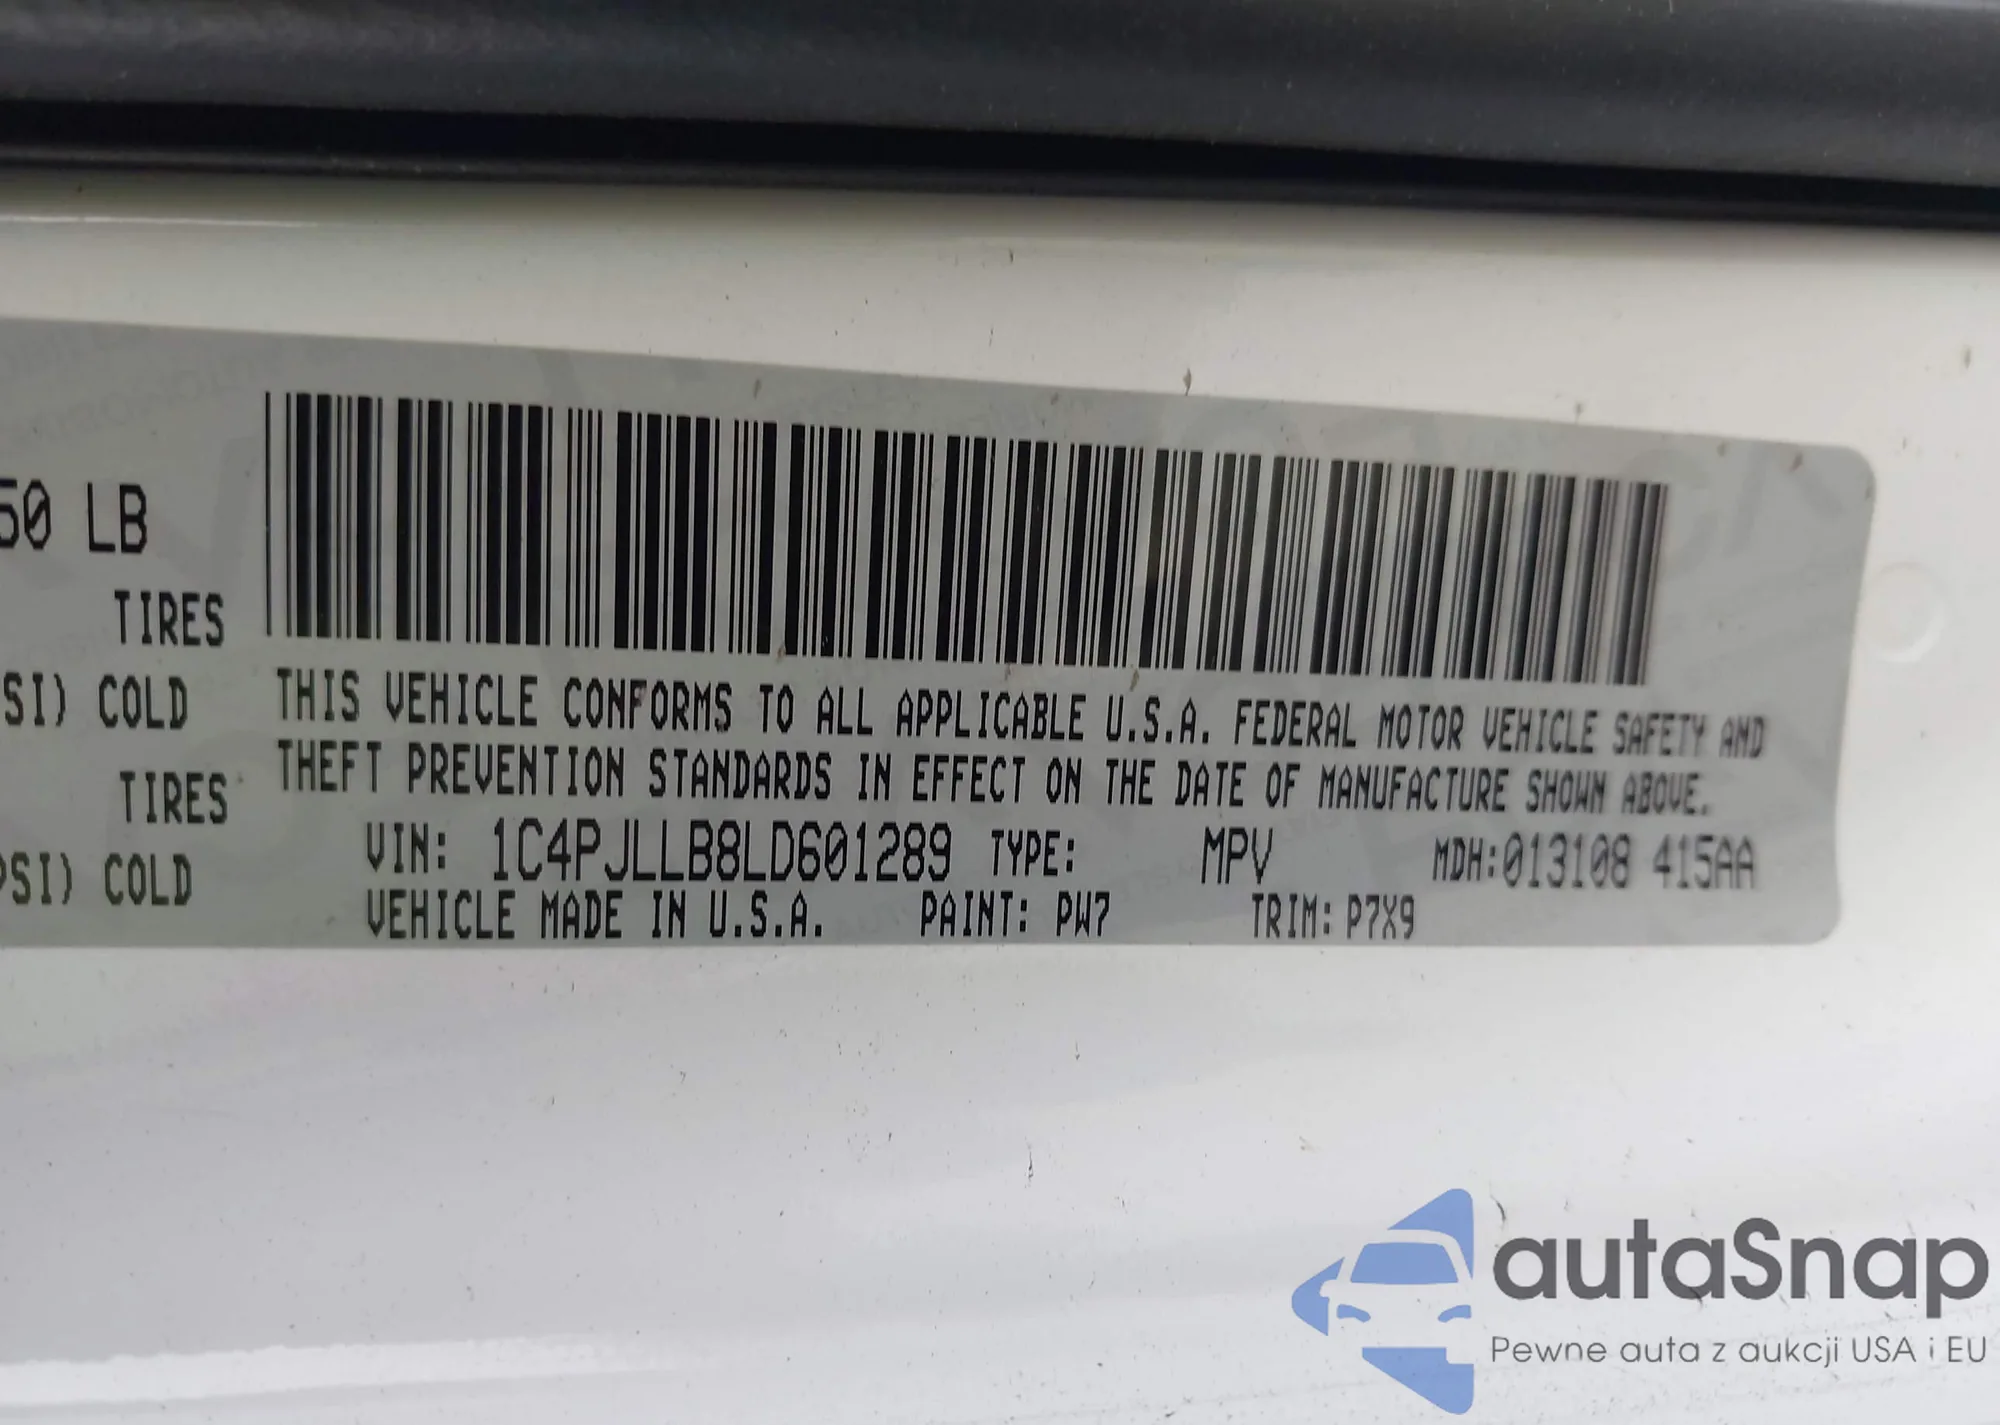 50 LB
TIRES
SI) COLD
TIRES
PSI) COLD
THIS VEHICLE CONFORMS TO ALL APPLICABLE U.S.A. FEDERAL MOTOR VEHICLE SAFETY AND
THEFT PREVENTION STANDARDS IN EFFECT ON THE DATE OF MANUFACTURE SHOWN ABOVE.
VIN: 1C4PJLLB8LD601289 TYPE: MPV MDH:013108 415AA
VEHICLE MADE IN U.S.A. PAINT: PW7 TRIM: P7X9
autaSnap
Pewne auta z aukcji USA i EU